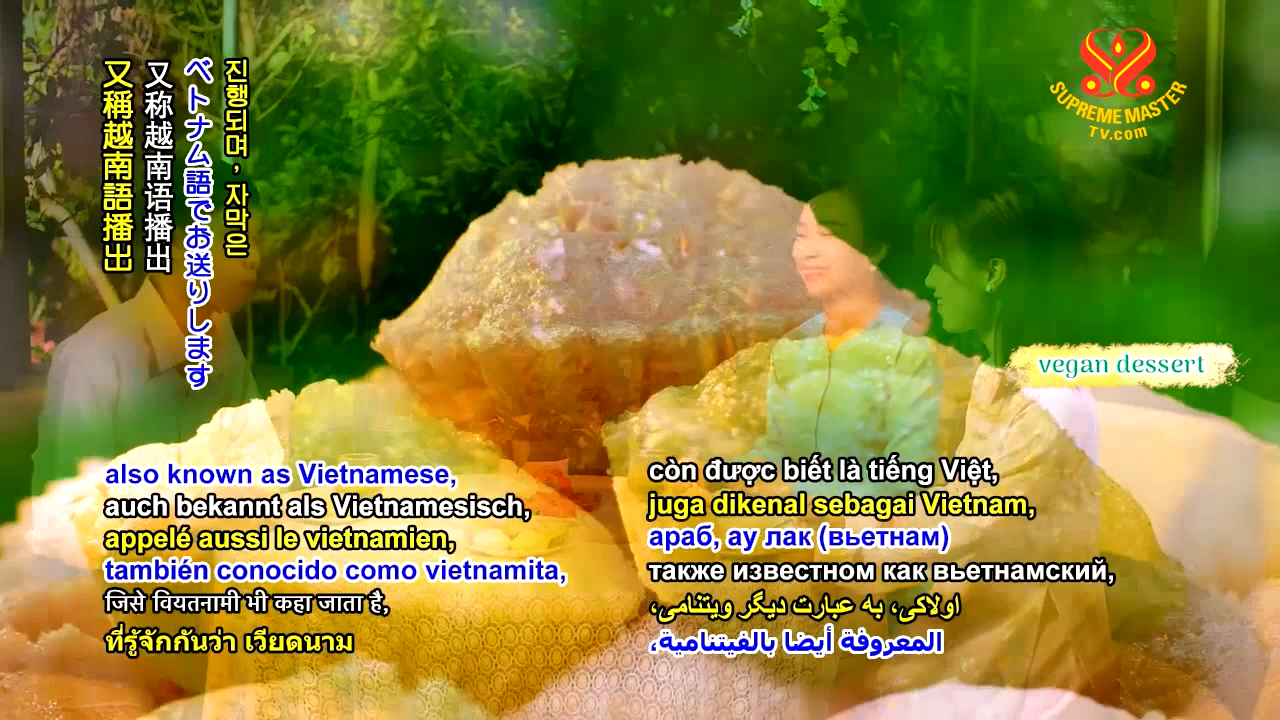 又稱越南語播出
又称越南语播出
ベトナム語でお送りします
진행되며, 자막은
SUPREME MASTER
TV.com
vegan dessert
also known as Vietnamese,
auch bekannt als Vietnamesisch,
appelé aussi le vietnamien,
también conocido como vietnamita,
जिसे वियतनामी भी कहा जाता है,
ที่รู้จักกันว่า เวียดนาม
còn được biết là tiếng Việt,
juga dikenal sebagai Vietnam,
араб, ау лак (вьетнам)
также известном как вьетнамский,
اولاکی، به عبارت دیگر ویتنامی،
المعروفة أيضا بالفيتنامية،